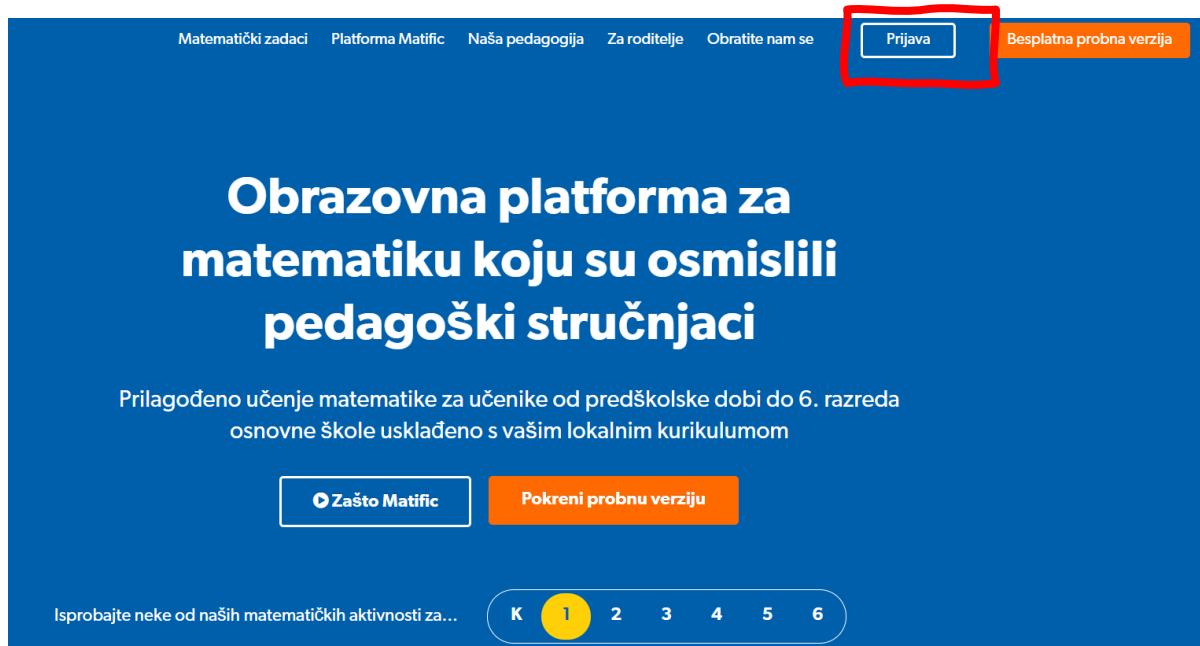 Matematički zadaci Platforma Matific Naša pedagogija Za roditelje Obratite nam se Prijava Besplatna probna verzija
Obrazovna platforma za
matematiku koju su osmislili
pedagoški stručnjaci
Prilagođeno učenje matematike za učenike od predškolske dobi do 6. razreda
osnovne škole usklađeno s vašim lokalnim kurikulumom
Zašto Matific Pokreni probnu verziju
Isprobajte neke od naših matematičkih aktivnosti za... K 1 2 3 4 5 6